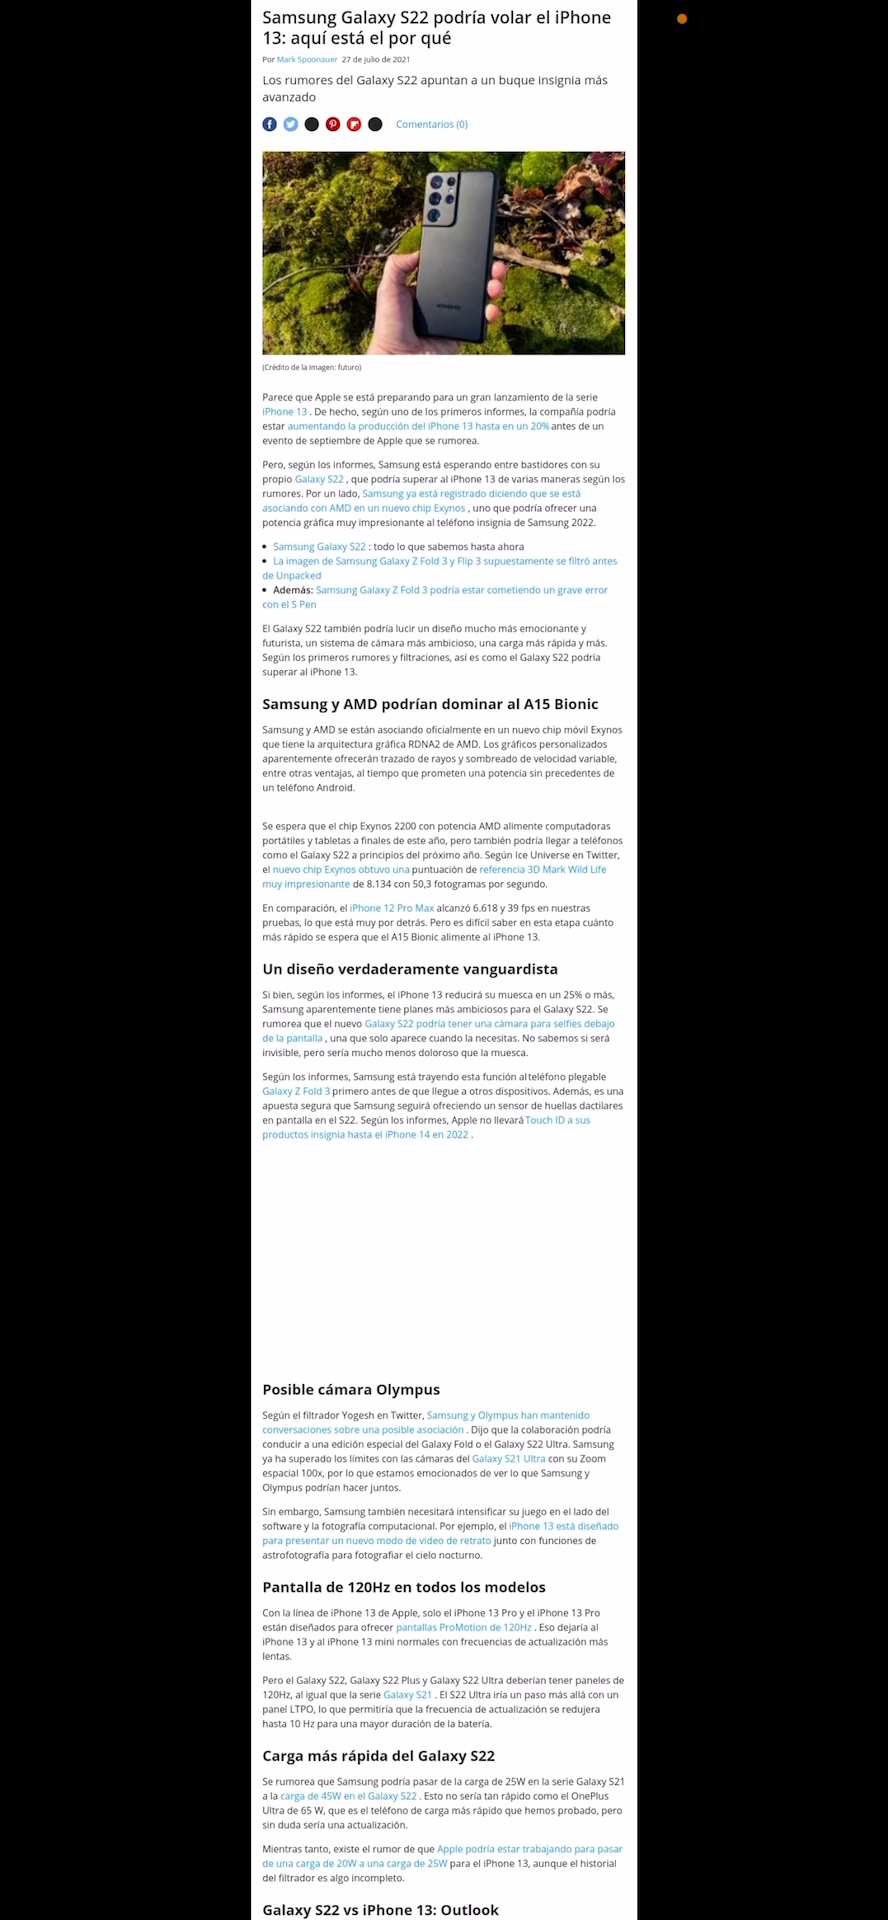 Samsung Galaxy S22 podría volar el iPhone
13: aquí está el por qué
Por Mark Spoonauer 27 de julio de 2021
Los rumores del Galaxy S22 apuntan a un buque insignia más
avanzado
Comentarios (0)
SAMSUNG
(Crédito de la imagen: futuro)
Parece que Apple se está preparando para un gran lanzamiento de la serie
iPhone 13 . De hecho, según uno de los primeros informes, la compañía podría
estar aumentando la producción del iPhone 13 hasta en un 20% antes de un
evento de septiembre de Apple que se rumorea.
Pero, según los informes, Samsung está esperando entre bastidores con su
propio Galaxy S22 , que podría superar al iPhone 13 de varias maneras según los
rumores. Por un lado, Samsung ya está registrado diciendo que se está
asociando con AMD en un nuevo chip Exynos , uno que podría ofrecer una
potencia gráfica muy impresionante al teléfono insignia de Samsung 2022.
• Samsung Galaxy S22 : todo lo que sabemos hasta ahora
• La imagen de Samsung Galaxy Z Fold 3 y Flip 3 supuestamente se filtró antes
de Unpacked
• Además: Samsung Galaxy Z Fold 3 podría estar cometiendo un grave error
con el S Pen
El Galaxy S22 también podría lucir un diseño mucho más emocionante y
futurista, un sistema de cámara más ambicioso, una carga más rápida y más.
Según los primeros rumores y filtraciones, así es como el Galaxy S22 podría
superar al iPhone 13.
Samsung y AMD podrían dominar al A15 Bionic
Samsung y AMD se están asociando oficialmente en un nuevo chip móvil Exynos
que tiene la arquitectura gráfica RDNA2 de AMD. Los gráficos personalizados
aparentemente ofrecerán trazado de rayos y sombreado de velocidad variable,
entre otras ventajas, al tiempo que prometen una potencia sin precedentes de
un teléfono Android.
Se espera que el chip Exynos 2200 con potencia AMD alimente computadoras
portátiles y tabletas a finales de este año, pero también podría llegar a teléfonos
como el Galaxy S22 a principios del próximo año. Según Ice Universe en Twitter,
el nuevo chip Exynos obtuvo una puntuación de referencia 3D Mark Wild Life
muy impresionante de 8.134 con 50,3 fotogramas por segundo.
En comparación, el iPhone 12 Pro Max alcanzó 6.618 y 39 fps en nuestras
pruebas, lo que está muy por detrás. Pero es difícil saber en esta etapa cuánto
más rápido se espera que el A15 Bionic alimente al iPhone 13.
Un diseño verdaderamente vanguardista
Si bien, según los informes, el iPhone 13 reducirá su muesca en un 25% o más,
Samsung aparentemente tiene planes más ambiciosos para el Galaxy S22. Se
rumorea que el nuevo Galaxy S22 podría tener una cámara para selfies debajo
de la pantalla , una que solo aparece cuando la necesitas. No sabemos si será
invisible, pero sería mucho menos doloroso que la muesca.
Según los informes, Samsung está trayendo esta función al teléfono plegable
Galaxy Z Fold 3 primero antes de que llegue a otros dispositivos. Además, es una
apuesta segura que Samsung seguirá ofreciendo un sensor de huellas dactilares
en pantalla en el S22. Según los informes, Apple no llevará Touch ID a sus
productos insignia hasta el iPhone 14 en 2022 .
Posible cámara Olympus
Según el filtrador Yogesh en Twitter, Samsung y Olympus han mantenido
conversaciones sobre una posible asociación . Dijo que la colaboración podría
conducir a una edición especial del Galaxy Fold o el Galaxy S22 Ultra. Samsung
ya ha superado los límites con las cámaras del Galaxy S21 Ultra con su Zoom
espacial 100x, por lo que estamos emocionados de ver lo que Samsung y
Olympus podrían hacer juntos.
Sin embargo, Samsung también necesitará intensificar su juego en el lado del
software y la fotografía computacional. Por ejemplo, el iPhone 13 está diseñado
para presentar un nuevo modo de video de retrato junto con funciones de
astrofotografía para fotografiar el cielo nocturno.
Pantalla de 120Hz en todos los modelos
Con la línea de iPhone 13 de Apple, solo el iPhone 13 Pro y el iPhone 13 Pro
están diseñados para ofrecer pantallas ProMotion de 120Hz . Eso dejaría al
iPhone 13 y al iPhone 13 mini normales con frecuencias de actualización más
lentas.
Pero el Galaxy S22, Galaxy S22 Plus y Galaxy S22 Ultra deberían tener paneles de
120Hz, al igual que la serie Galaxy S21 . El S22 Ultra iría un paso más allá con un
panel LTPO, lo que permitiría que la frecuencia de actualización se redujera
hasta 10 Hz para una mayor duración de la batería.
Carga más rápida del Galaxy S22
Se rumorea que Samsung podría pasar de la carga de 25W en la serie Galaxy S21
a la carga de 45W en el Galaxy S22 . Esto no sería tan rápido como el OnePlus
Ultra de 65 W, que es el teléfono de carga más rápido que hemos probado, pero
sin duda sería una actualización.
Mientras tanto, existe el rumor de que Apple podría estar trabajando para pasar
de una carga de 20W a una carga de 25W para el iPhone 13, aunque el historial
del filtrador es algo incompleto.
Galaxy S22 vs iPhone 13: Outlook